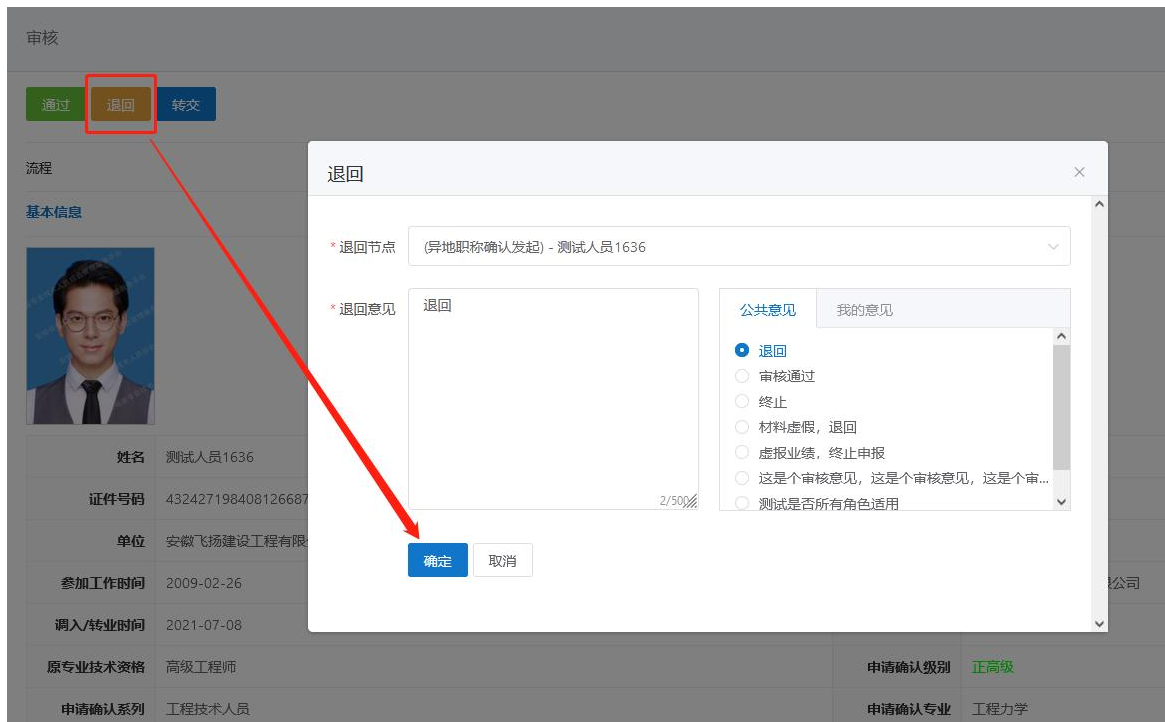 审核
通过 退回 转交
流程
基本信息
退回
* 退回节点 (异地职称确认发起) - 测试人员1636
* 退回意见 退回
2/500
公共意见 我的意见
退回
审核通过
终止
材料虚假，退回
虚报业绩，终止申报
这是个审核意见，这是个审核意见，这是个审...
测试是否所有角色适用
确定 取消
姓名 测试人员1636
证件号码 432427198408126687
单位 安徽飞扬建设工程有限
参加工作时间 2009-02-26 公司
调入/转业时间 2021-07-08
原专业技术资格 高级工程师 申请确认级别 正高级
申请确认系列 工程技术人员 申请确认专业 工程力学